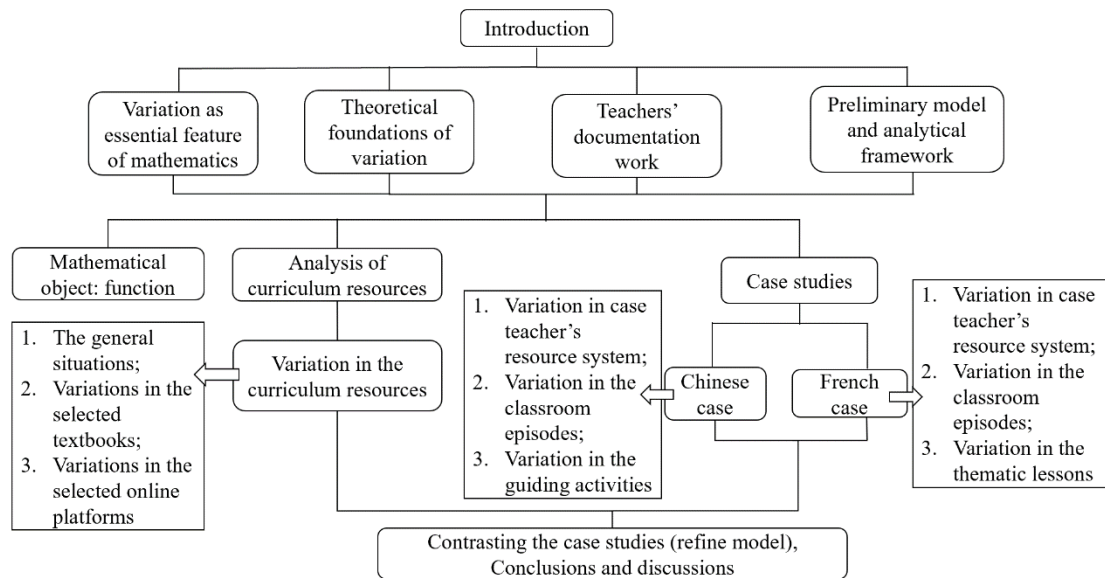 Introduction
Variation as
essential feature
of mathematics
Theoretical
foundations of
variation
Teachers’
documentation
work
Preliminary model
and analytical
framework
Mathematical
object: function
Analysis of
curriculum resources
Case studies
1. The general
situations;
2. Variations in the
selected
textbooks;
3. Variations in the
selected online
platforms
Variation in the
curriculum resources
1. Variation in case
teacher’s
resource system;
2. Variation in the
classroom
episodes;
3. Variation in the
guiding activities
Chinese
case
French
case
1. Variation in case
teacher’s
resource system;
2. Variation in the
classroom
episodes;
3. Variation in the
thematic lessons
Contrasting the case studies (refine model),
Conclusions and discussions